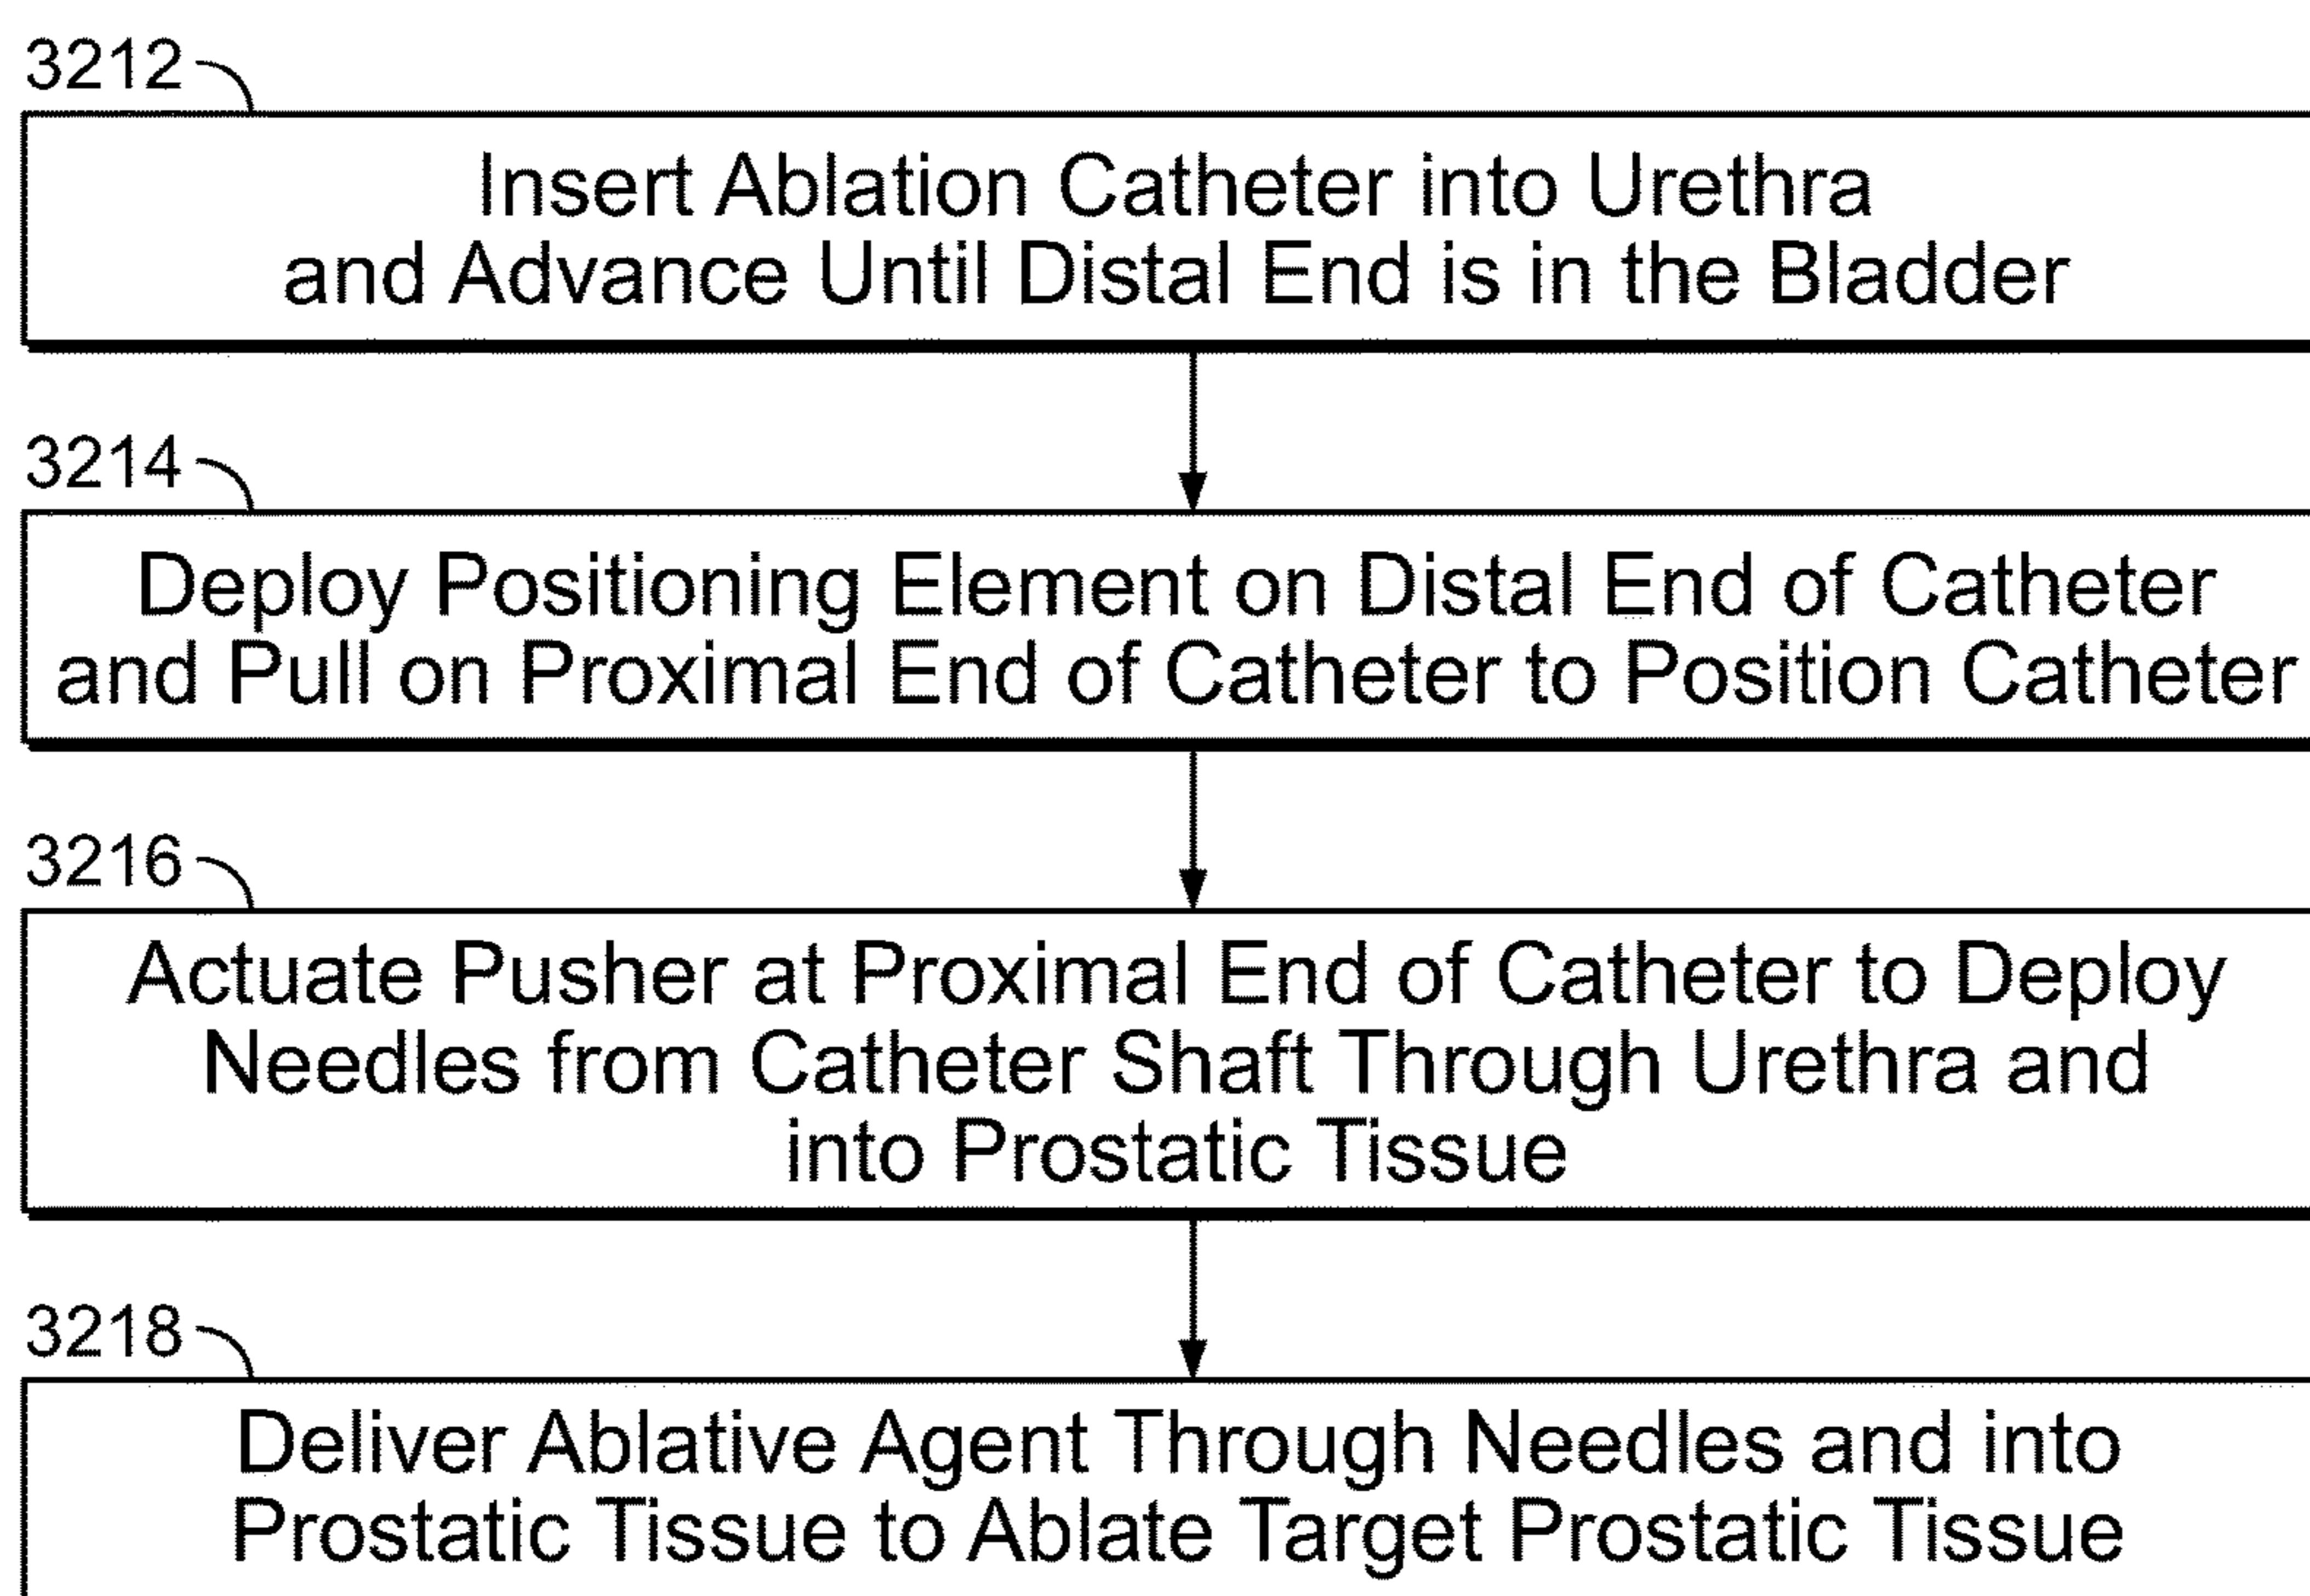 3212
Insert Ablation Catheter into Urethra
and Advance Until Distal End is in the Bladder
3214
Deploy Positioning Element on Distal End of Catheter
and Pull on Proximal End of Catheter to Position Catheter
3216
Actuate Pusher at Proximal End of Catheter to Deploy
Needles from Catheter Shaft Through Urethra and
into Prostatic Tissue
3218
Deliver Ablative Agent Through Needles and into
Prostatic Tissue to Ablate Target Prostatic Tissue